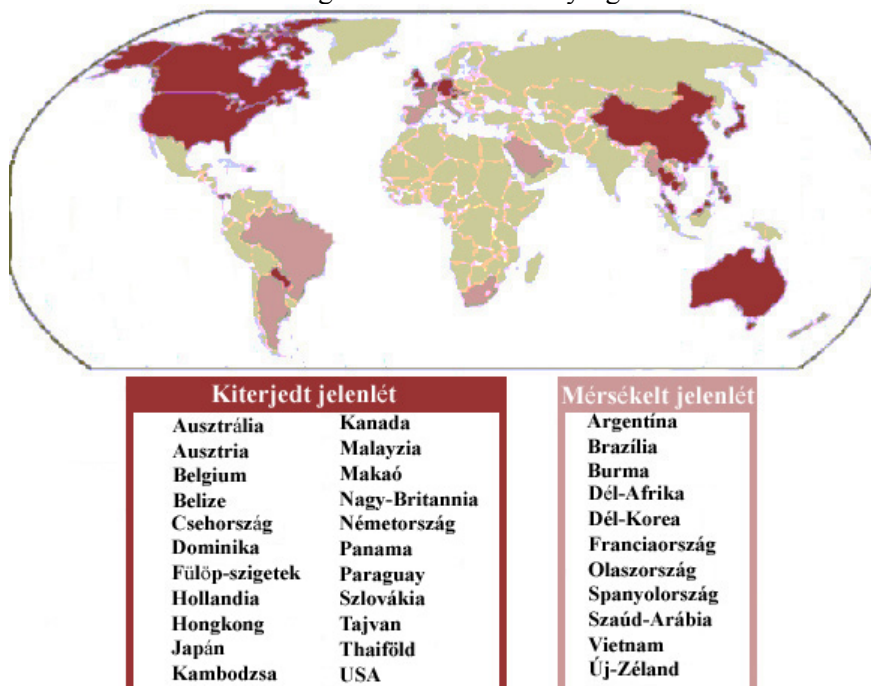 Kiterjedt jelenlét
Ausztrália
Ausztria
Belgium
Belize
Csehország
Dominika
Fülöp-szigetek
Hollandia
Hongkong
Japán
Kambodzsa
Kanada
Malayzia
Makaó
Nagy-Britannia
Németország
Panama
Paraguay
Szlovákia
Tajvan
Thaiföld
USA
Mérsékelt jelenlét
Argentína
Brazília
Burma
Dél-Afrika
Dél-Korea
Franciaország
Olaszország
Spanyolország
Szaúd-Arábia
Vietnam
Új-Zéland